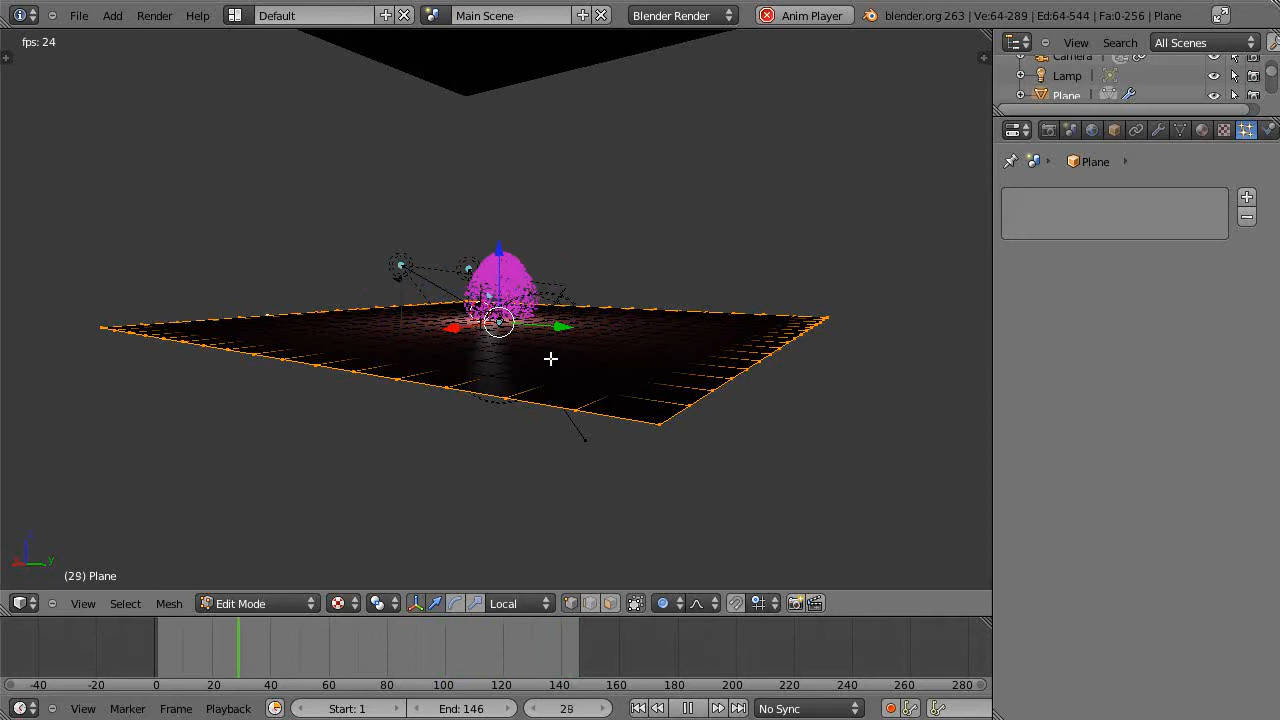 File Add Render Help Default Main Scene Blender Render Anim Player blender.org 263 | Ve:64-289 | Ed:64-544 | Fa:0-256 | Plane
fps: 24
View Search All Scenes
Camera
Lamp
Plane
Plane
z
x y
(29) Plane
View Select Mesh Edit Mode Local
-40 -20 0 20 40 60 80 100 120 140 160 180 200 220 240 260 280
View Marker Frame Playback Start: 1 End: 146 28 No Sync